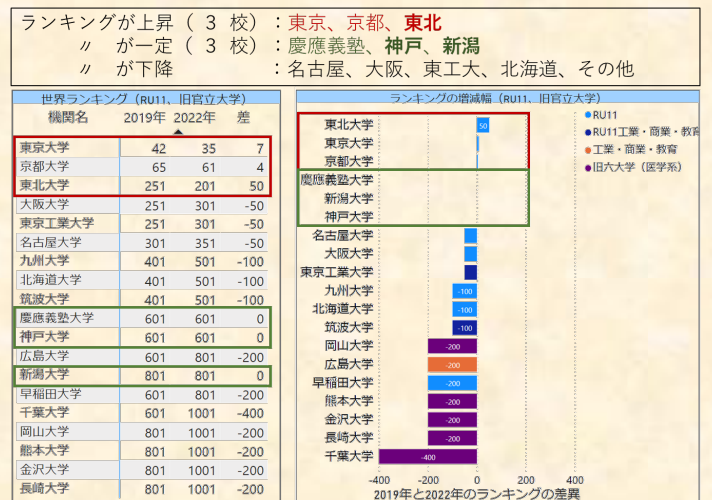 ランキングが上昇（ 3 校）：東京、京都、東北
〃 が一定（ 3 校）：慶應義塾、神戸、新潟
〃 が下降 ：名古屋、大阪、東工大、北海道、その他
世界ランキング（RU11、旧官立大学）
機関名 2019年 2022年 差
東京大学 42 35 7
京都大学 65 61 4
東北大学 251 201 50
大阪大学 251 301 -50
東京工業大学 251 301 -50
名古屋大学 301 351 -50
九州大学 401 501 -100
北海道大学 401 501 -100
筑波大学 401 501 -100
慶應義塾大学 601 601 0
神戸大学 601 601 0
広島大学 601 801 -200
新潟大学 801 801 0
早稲田大学 601 801 -200
千葉大学 601 1001 -400
岡山大学 801 1001 -200
熊本大学 801 1001 -200
金沢大学 801 1001 -200
長崎大学 801 1001 -200
ランキングの増減幅（RU11、旧官立大学）
RU11
RU11工業・商業・教育
工業・商業・教育
旧六大学（医学系）
東北大学 50
東京大学
京都大学
慶應義塾大学
新潟大学
神戸大学
名古屋大学
大阪大学
東京工業大学
九州大学 -100
北海道大学 -100
筑波大学 -100
岡山大学 -200
広島大学 -200
早稲田大学 -200
熊本大学 -200
金沢大学 -200
長崎大学 -200
千葉大学 -400
-400 -200 0 200 400
2019年と2022年のランキングの差異